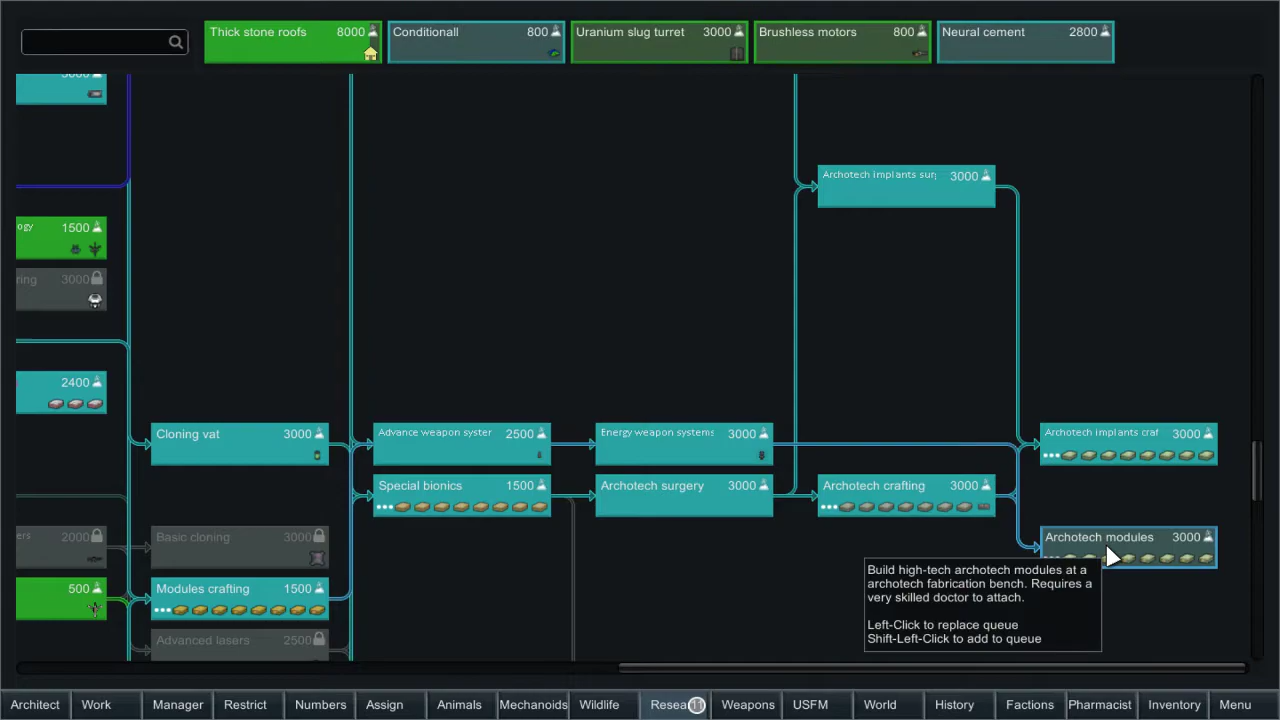 Thick stone roofs 8000
Conditionall 800
Uranium slug turret 3000
Brushless motors 800
Neural cement 2800
Archotech implants sur 3000
ogy 1500
ring 3000
2400
Cloning vat 3000
Advance weapon syster 2500
Energy weapon systems 3000
Archotech implants craf 3000
Special bionics 1500
Archotech surgery 3000
Archotech crafting 3000
ers 2000
Basic cloning 3000
Archotech modules 3000
Build high-tech archotech modules at a
archotech fabrication bench. Requires a
very skilled doctor to attach.
Left-Click to replace queue
Shift-Left-Click to add to queue
500
Modules crafting 1500
Advanced lasers 2500
Architect Work Manager Restrict Numbers Assign Animals Mechanoids Wildlife Resea 11 Weapons USFM World History Factions Pharmacist Inventory Menu